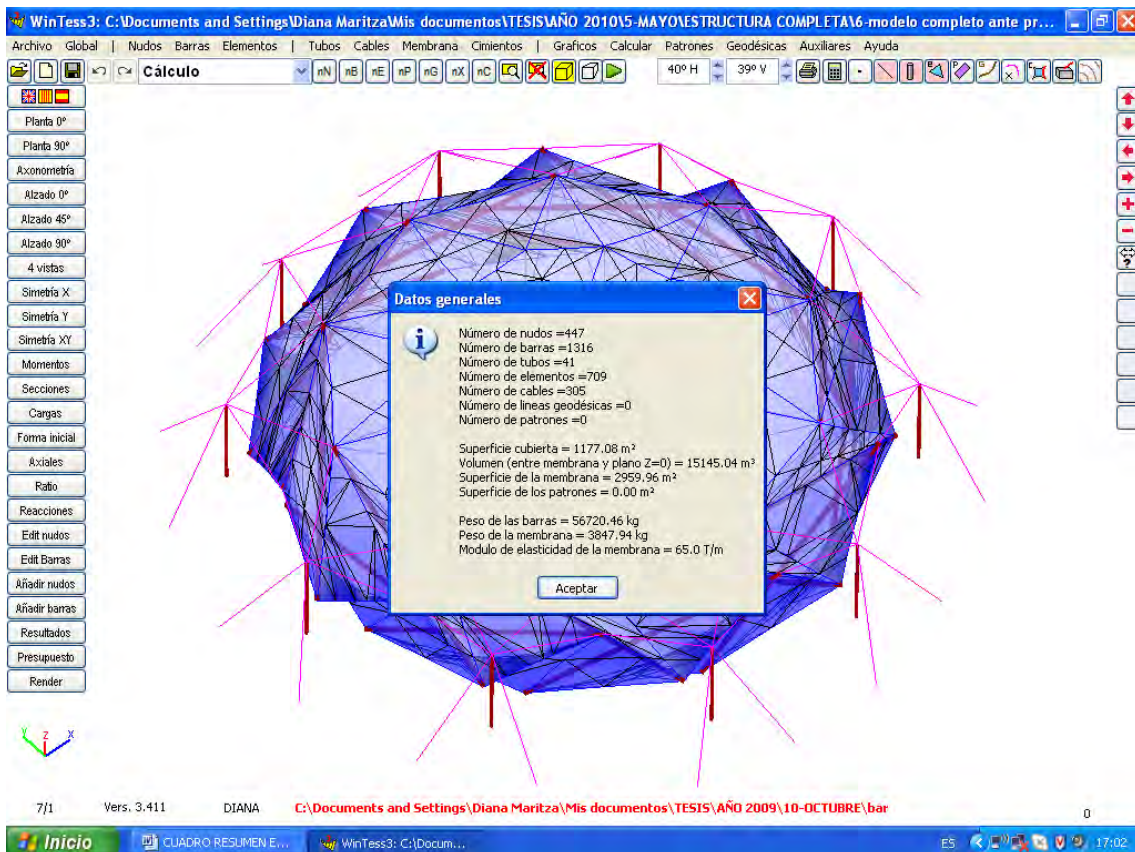 WinTess3: C:\Documents and Settings\Diana Maritza\Mis documentos\TESIS\AÑO 2010\5-MAYO\ESTRUCTURA COMPLETA\6-modelo completo ante pr...
Archivo Global | Nudos Barras Elementos | Tubos Cables Membrana Cimientos | Graficos Calcular Patrones Geodésicas Auxiliares Ayuda
Cálculo nN nB nE nP nG nX nC 40º H 39º V
Planta 0º
Planta 90º
Axonometría
Alzado 0º
Alzado 45º
Alzado 90º
4 vistas
Simetría X
Simetría Y
Simetría XY
Momentos
Secciones
Cargas
Forma inicial
Axiales
Ratio
Reacciones
Edit nudos
Edit Barras
Añadir nudos
Añadir barras
Resultados
Presupuesto
Render
Datos generales
Número de nudos =447
Número de barras =1316
Número de tubos =41
Número de elementos =709
Número de cables =305
Número de lineas geodésicas =0
Número de patrones =0
Superficie cubierta = 1177.08 m²
Volumen (entre membrana y plano Z=0) = 15145.04 m³
Superficie de la membrana = 2959.96 m²
Superficie de los patrones = 0.00 m²
Peso de las barras = 56720.46 kg
Peso de la membrana = 3847.94 kg
Modulo de elasticidad de la membrana = 65.0 T/m
Aceptar
Y Z X
7/1 Vers. 3.411 DIANA C:\Documents and Settings\Diana Maritza\Mis documentos\TESIS\AÑO 2009\10-OCTUBRE\bar 0
Inicio CUADRO RESUMEN E... WinTess3: C:\Docum... ES 17:02